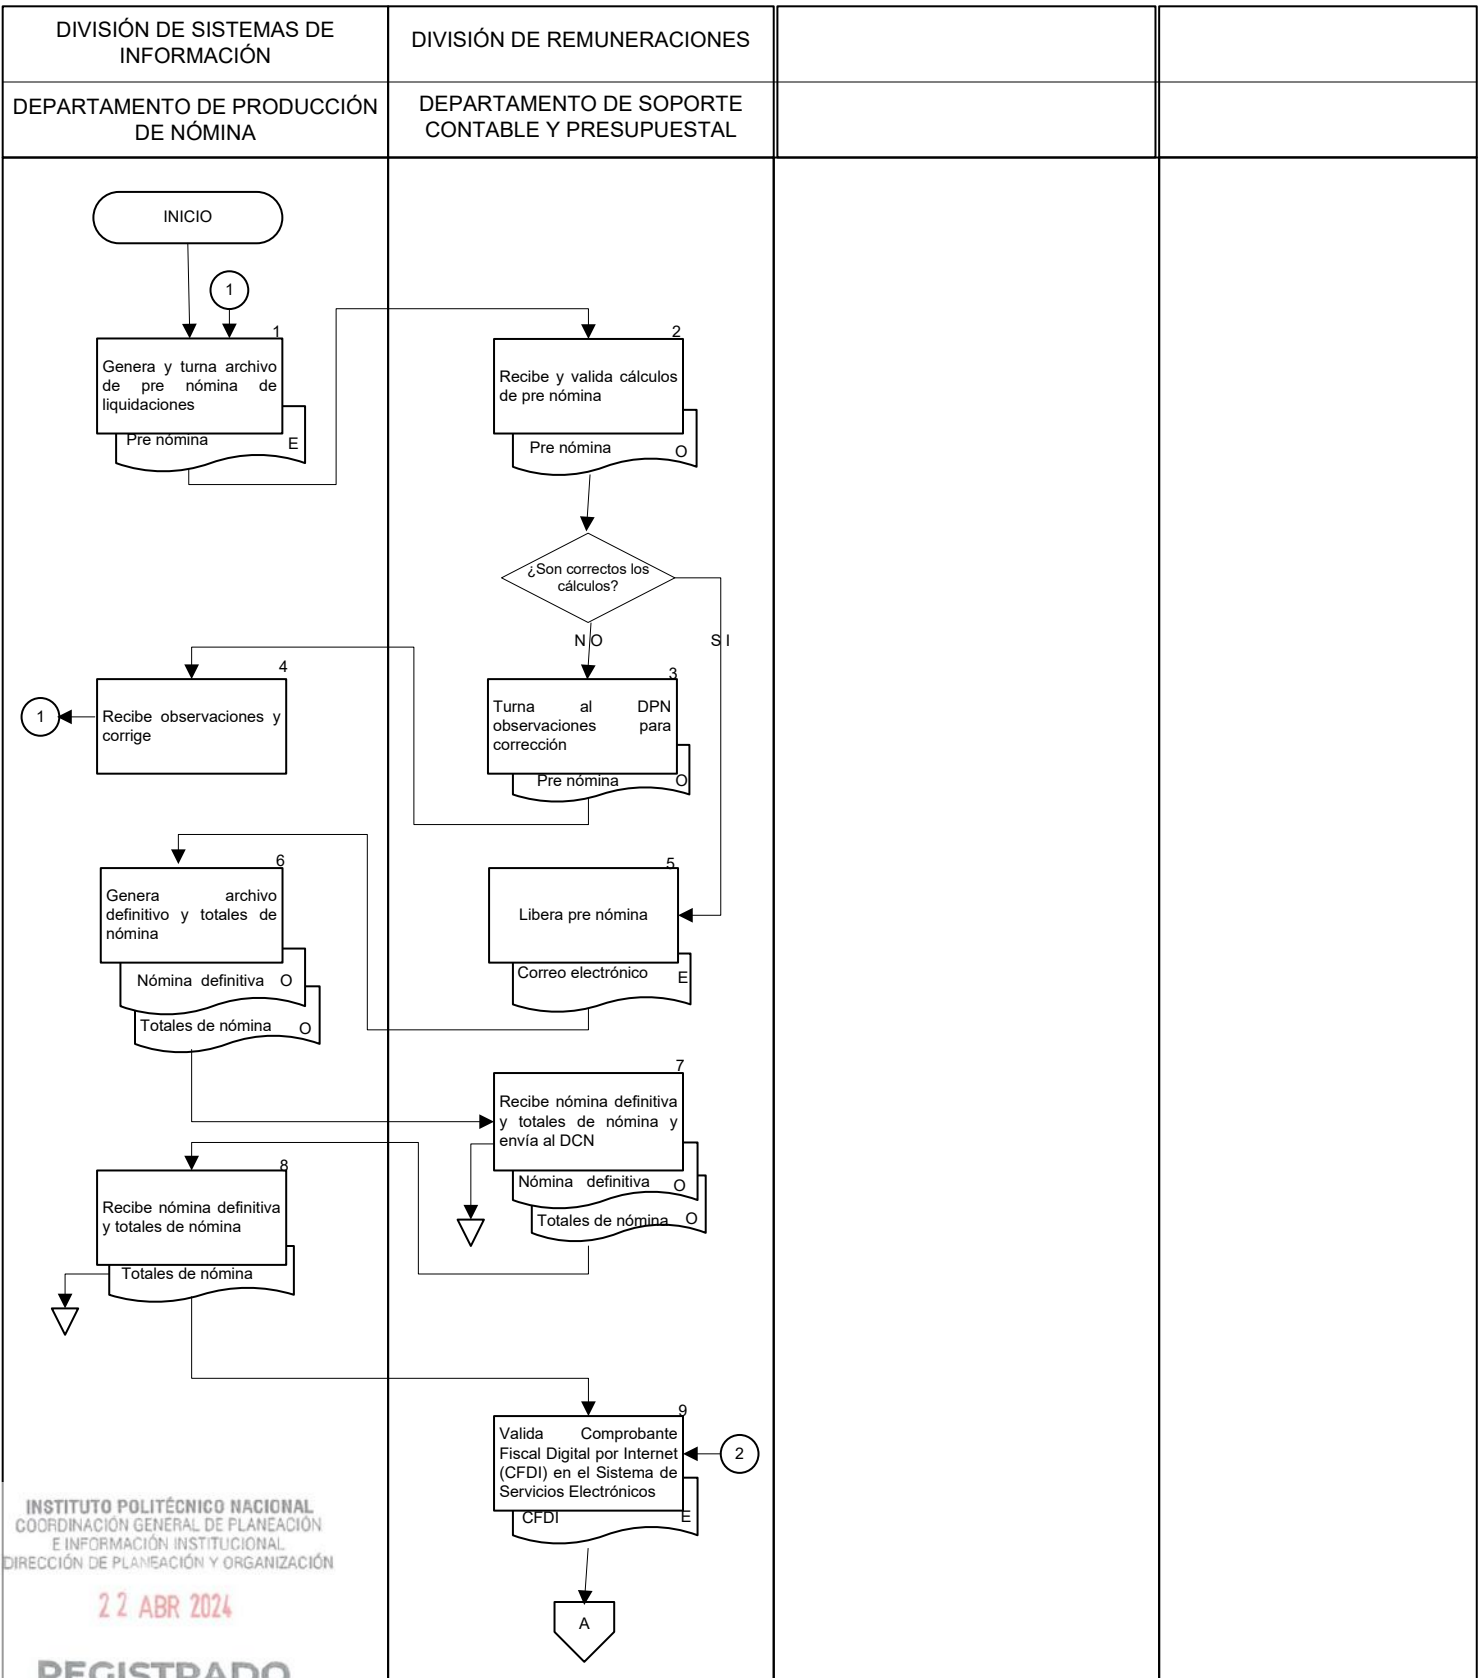 DIVISIÓN DE SISTEMAS DE
INFORMACIÓN
DIVISIÓN DE REMUNERACIONES
DEPARTAMENTO DE PRODUCCIÓN
DE NÓMINA
DEPARTAMENTO DE SOPORTE
CONTABLE Y PRESUPUESTAL
INICIO
1
1
Genera y turna archivo
de pre nómina de
liquidaciones
Pre nómina E
2
Recibe y valida cálculos
de pre nómina
Pre nómina O
¿Son correctos los
cálculos?
N O
S I
3
Turna al DPN
observaciones para
corrección
Pre nómina O
4
Recibe observaciones y
corrige
1
5
Libera pre nómina
Correo electrónico E
6
Genera archivo
definitivo y totales de
nómina
Nómina definitiva O
Totales de nómina O
7
Recibe nómina definitiva
y totales de nómina y
envía al DCN
Nómina definitiva O
Totales de nómina O
8
Recibe nómina definitiva
y totales de nómina
Totales de nómina
9
Valida Comprobante
Fiscal Digital por Internet
(CFDI) en el Sistema de
Servicios Electrónicos
CFDI E
2
A
INSTITUTO POLITÉCNICO NACIONAL
COORDINACIÓN GENERAL DE PLANEACIÓN
E INFORMACIÓN INSTITUCIONAL
DIRECCIÓN DE PLANEACIÓN Y ORGANIZACIÓN
22 ABR 2024
REGISTRADO